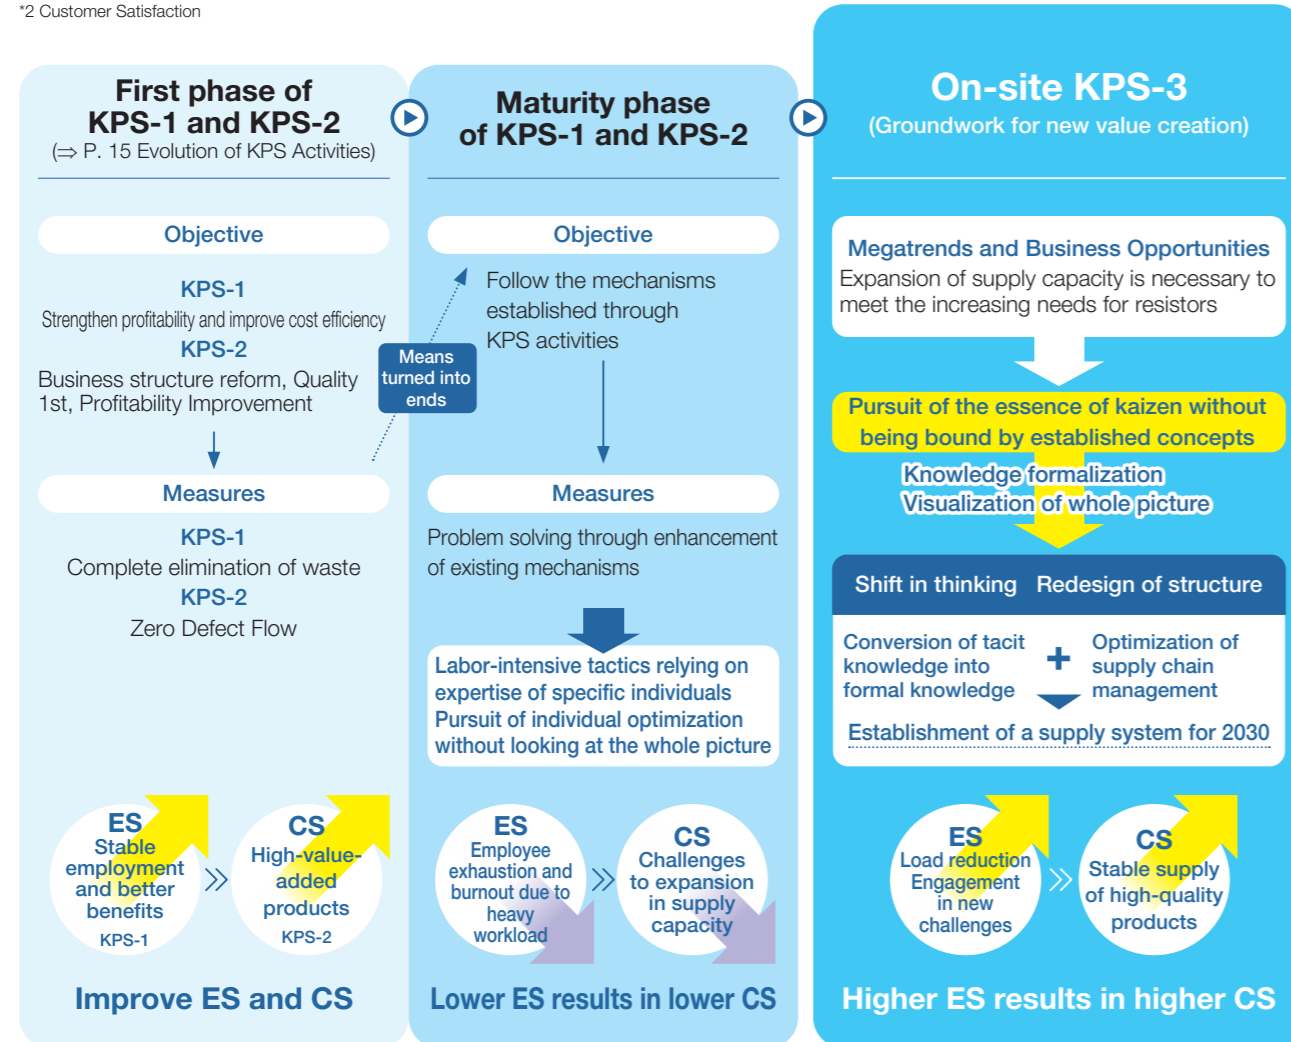 *2 Customer Satisfaction
First phase of
KPS-1 and KPS-2
(⇒ P. 15 Evolution of KPS Activities)
Objective
KPS-1
Strengthen profitability and improve cost efficiency
KPS-2
Business structure reform, Quality
1st, Profitability Improvement
Measures
KPS-1
Complete elimination of waste
KPS-2
Zero Defect Flow
ES
Stable
employment
and better
benefits
KPS-1
CS
High-value-
added
products
KPS-2
Improve ES and CS
Means
turned into
ends
Maturity phase
of KPS-1 and KPS-2
Objective
Follow the mechanisms
established through
KPS activities
Measures
Problem solving through enhancement
of existing mechanisms
Labor-intensive tactics relying on
expertise of specific individuals
Pursuit of individual optimization
without looking at the whole picture
ES
Employee
exhaustion and
burnout due to
heavy
workload
CS
Challenges
to expansion
in supply
capacity
Lower ES results in lower CS
On-site KPS-3
(Groundwork for new value creation)
Megatrends and Business Opportunities
Expansion of supply capacity is necessary to
meet the increasing needs for resistors
Pursuit of the essence of kaizen without
being bound by established concepts
Knowledge formalization
Visualization of whole picture
Shift in thinking
Redesign of structure
Conversion of tacit
knowledge into
formal knowledge
+
Optimization of
supply chain
management
Establishment of a supply system for 2030
ES
Load reduction
Engagement
in new
challenges
CS
Stable supply
of high-quality
products
Higher ES results in higher CS